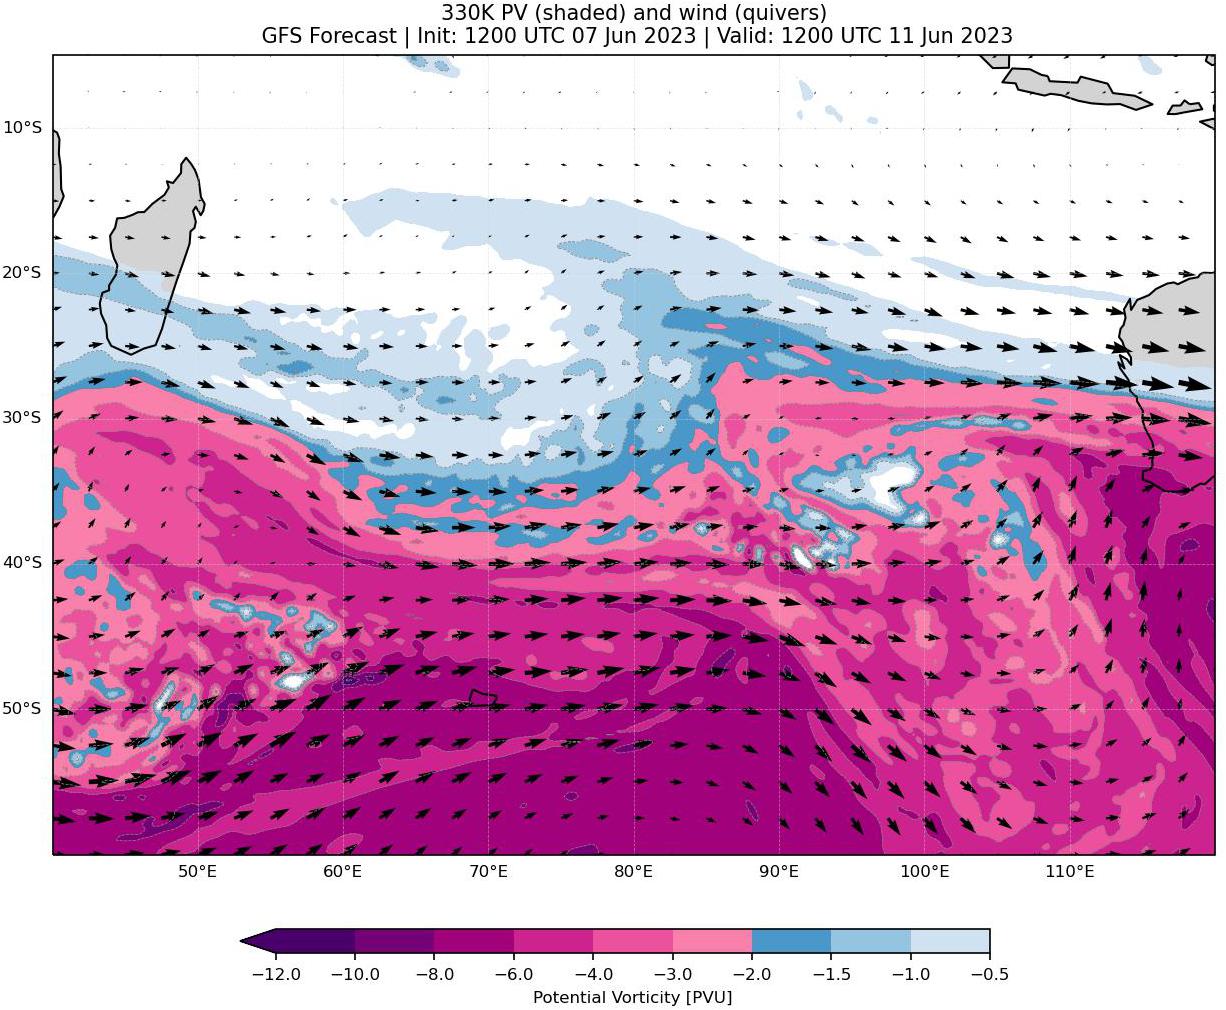 330K PV (shaded) and wind (quivers)
GFS Forecast | Init: 1200 UTC 07 Jun 2023 | Valid: 1200 UTC 11 Jun 2023
10°S
20°S
30°S
40°S
50°S
50°E 60°E 70°E 80°E 90°E 100°E 110°E
−12.0 −10.0 −8.0 −6.0 −4.0 −3.0 −2.0 −1.5 −1.0 −0.5
Potential Vorticity [PVU]